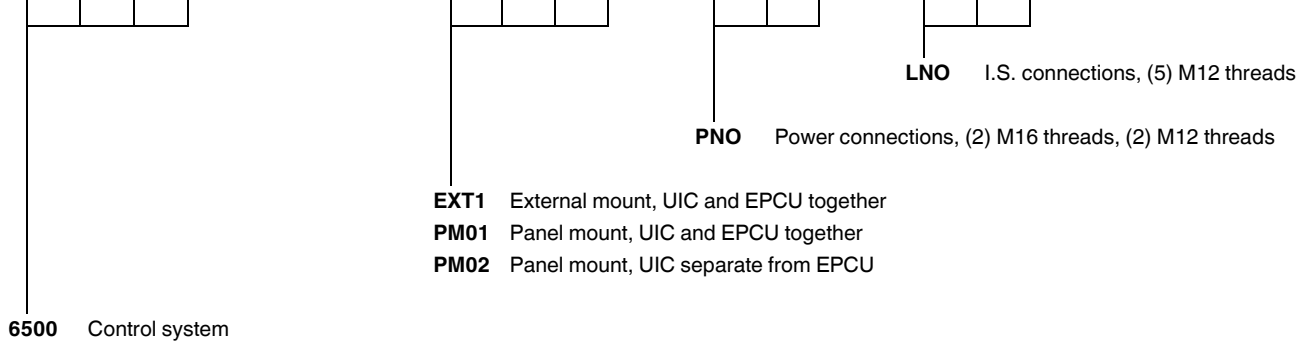 LNO I.S. connections, (5) M12 threads
PNO Power connections, (2) M16 threads, (2) M12 threads
EXT1 External mount, UIC and EPCU together
PM01 Panel mount, UIC and EPCU together
PM02 Panel mount, UIC separate from EPCU
6500 Control system